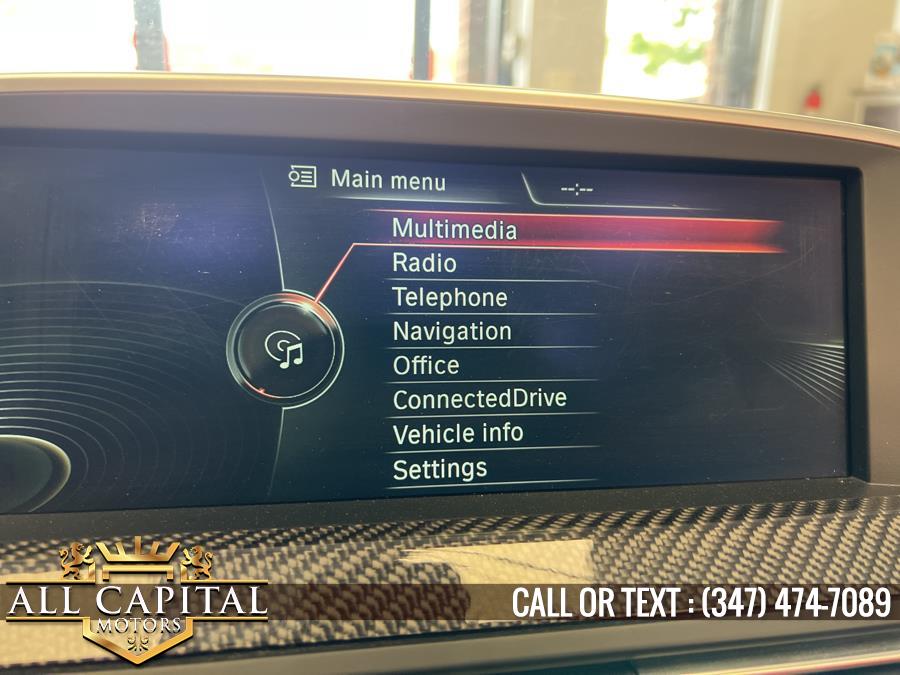 Main menu
--:--
Multimedia
Radio
Telephone
Navigation
Office
ConnectedDrive
Vehicle info
Settings
ALL CAPITAL
MOTORS
CALL OR TEXT : (347) 474-7089